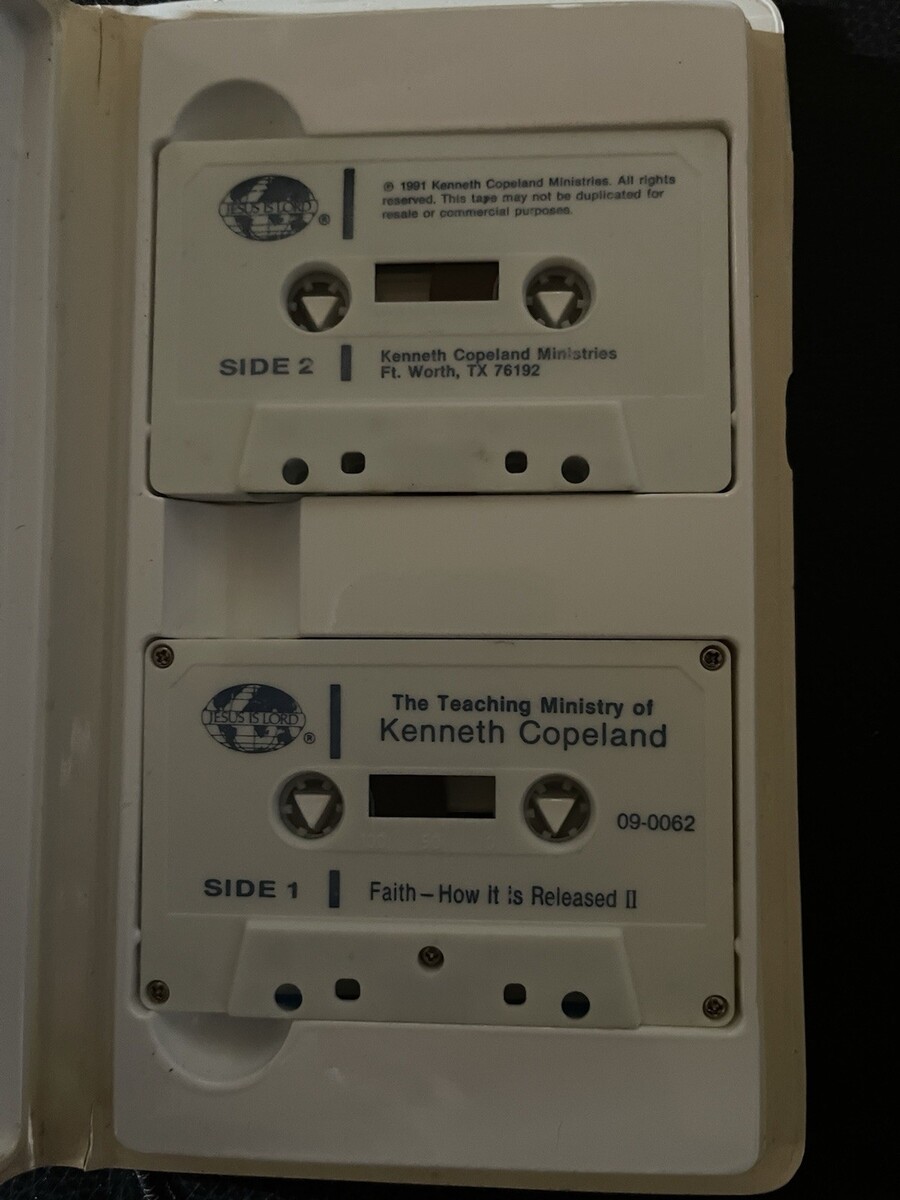 JESUS IS LORD ®
℗ 1991 Kenneth Copeland Ministries. All rights
reserved. This tape may not be duplicated for
resale or commercial purposes.
SIDE 2
Kenneth Copeland Ministries
Ft. Worth, TX 76192
JESUS IS LORD ®
The Teaching Ministry of
Kenneth Copeland
09-0062
SIDE 1
Faith – How It is Released II